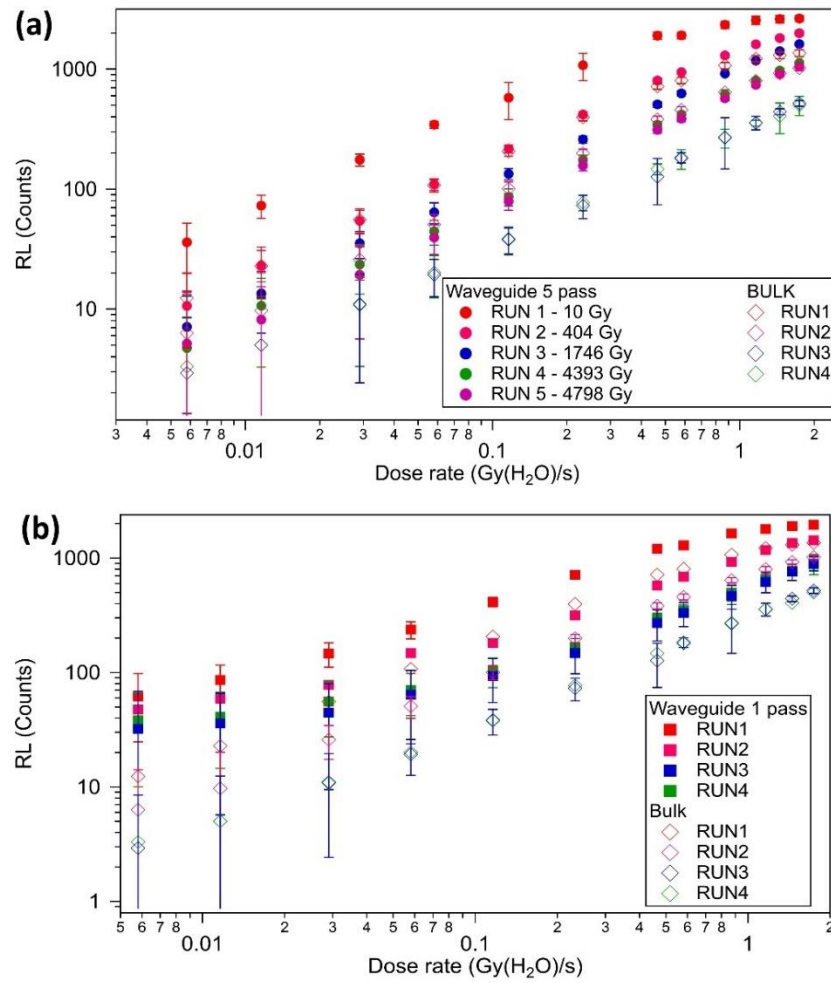 (a)
1000
100
10
RL (Counts)
Waveguide 5 pass
RUN 1 - 10 Gy
RUN 2 - 404 Gy
RUN 3 - 1746 Gy
RUN 4 - 4393 Gy
RUN 5 - 4798 Gy
BULK
RUN1
RUN2
RUN3
RUN4
3 4 5 6 7 8 0.01 2 3 4 5 6 7 8 0.1 2 3 4 5 6 7 8 1 2
Dose rate (Gy(H₂O)/s)
(b)
1000
100
10
1
RL (Counts)
Waveguide 1 pass
RUN1
RUN2
RUN3
RUN4
Bulk
RUN1
RUN2
RUN3
RUN4
5 6 7 8 0.01 2 3 4 5 6 7 8 0.1 2 3 4 5 6 7 8 1 2
Dose rate (Gy(H₂O)/s)